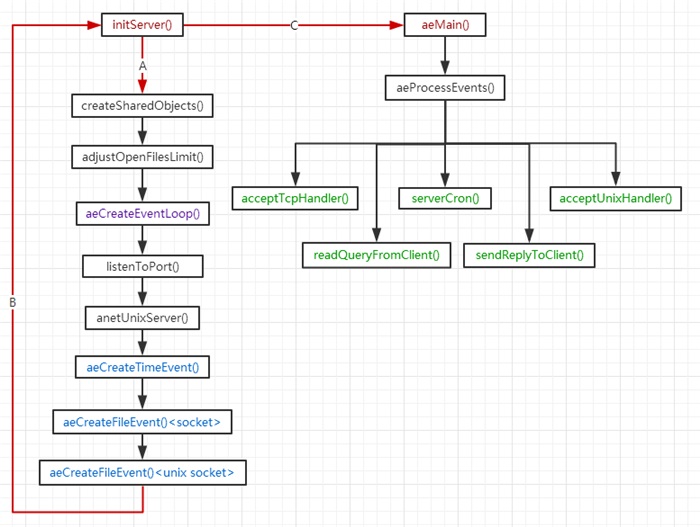 initServer()
C
aeMain()
A
aeProcessEvents()
createSharedObjects()
adjustOpenFilesLimit()
acceptTcpHandler()
serverCron()
acceptUnixHandler()
aeCreateEventLoop()
readQueryFromClient()
sendReplyToClient()
listenToPort()
B
anetUnixServer()
aeCreateTimeEvent()
aeCreateFileEvent()<socket>
aeCreateFileEvent()<unix socket>